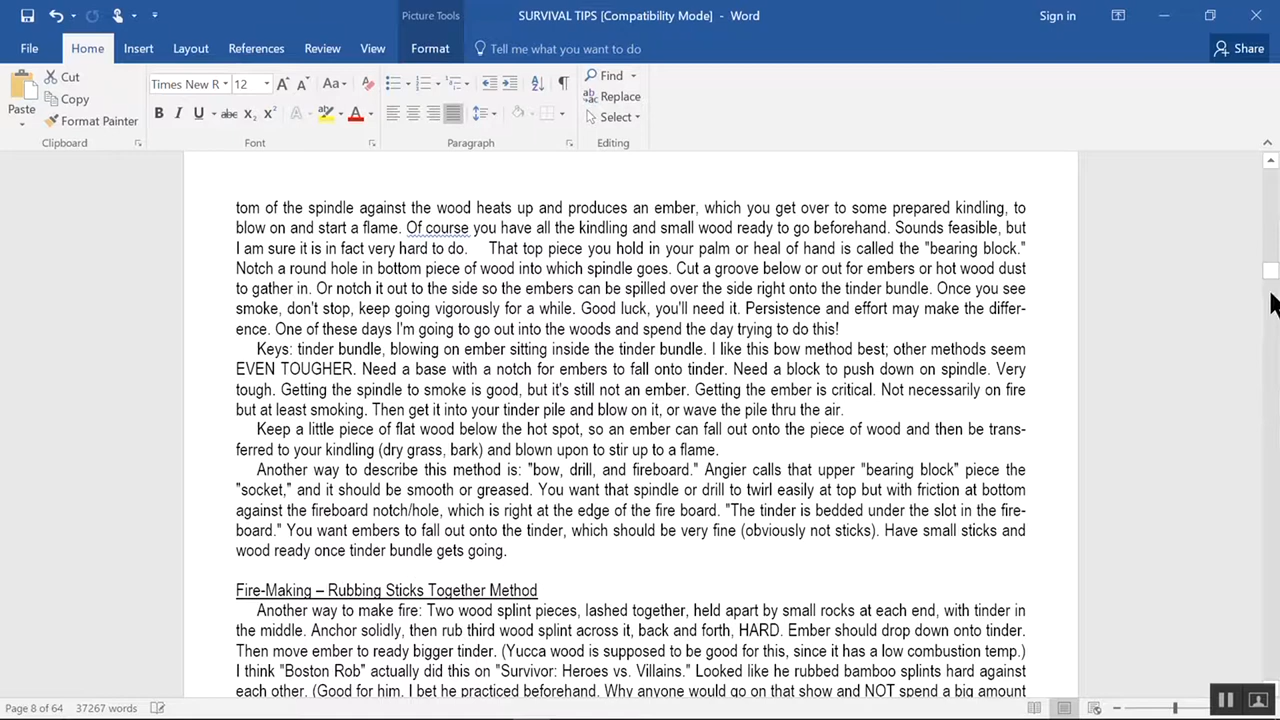 Picture Tools
SURVIVAL TIPS [Compatibility Mode] - Word
Sign in
File Home Insert Layout References Review View Format Tell me what you want to do Share
Paste
Cut
Copy
Format Painter
Clipboard
Times New R 12 Aa
B I U abc X₂ X² A A
Font
Paragraph
Find
Replace
Select
Editing
tom of the spindle against the wood heats up and produces an ember, which you get over to some prepared kindling, to
blow on and start a flame. Of course you have all the kindling and small wood ready to go beforehand. Sounds feasible, but
I am sure it is in fact very hard to do. That top piece you hold in your palm or heal of hand is called the "bearing block."
Notch a round hole in bottom piece of wood into which spindle goes. Cut a groove below or out for embers or hot wood dust
to gather in. Or notch it out to the side so the embers can be spilled over the side right onto the tinder bundle. Once you see
smoke, don't stop, keep going vigorously for a while. Good luck, you'll need it. Persistence and effort may make the differ-
ence. One of these days I'm going to go out into the woods and spend the day trying to do this!
Keys: tinder bundle, blowing on ember sitting inside the tinder bundle. I like this bow method best; other methods seem
EVEN TOUGHER. Need a base with a notch for embers to fall onto tinder. Need a block to push down on spindle. Very
tough. Getting the spindle to smoke is good, but it's still not an ember. Getting the ember is critical. Not necessarily on fire
but at least smoking. Then get it into your tinder pile and blow on it, or wave the pile thru the air.
Keep a little piece of flat wood below the hot spot, so an ember can fall out onto the piece of wood and then be trans-
ferred to your kindling (dry grass, bark) and blown upon to stir up to a flame.
Another way to describe this method is: "bow, drill, and fireboard." Angier calls that upper "bearing block" piece the
"socket," and it should be smooth or greased. You want that spindle or drill to twirl easily at top but with friction at bottom
against the fireboard notch/hole, which is right at the edge of the fire board. "The tinder is bedded under the slot in the fire-
board." You want embers to fall out onto the tinder, which should be very fine (obviously not sticks). Have small sticks and
wood ready once tinder bundle gets going.
Fire-Making – Rubbing Sticks Together Method
Another way to make fire: Two wood splint pieces, lashed together, held apart by small rocks at each end, with tinder in
the middle. Anchor solidly, then rub third wood splint across it, back and forth, HARD. Ember should drop down onto tinder.
Then move ember to ready bigger tinder. (Yucca wood is supposed to be good for this, since it has a low combustion temp.)
I think "Boston Rob" actually did this on "Survivor: Heroes vs. Villains." Looked like he rubbed bamboo splints hard against
each other. (Good for him. I bet he practiced beforehand. Why anyone would go on that show and NOT spend a big amount
Page 8 of 64 37267 words